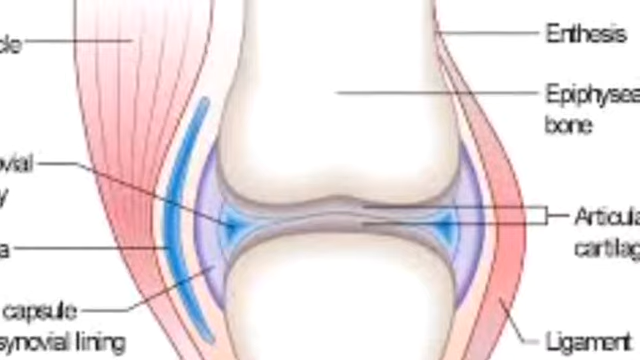 cle
Enthesis
Epiphysea
bone
ovial
y
Articula
cartilag
a
capsule
synovial lining
Ligament